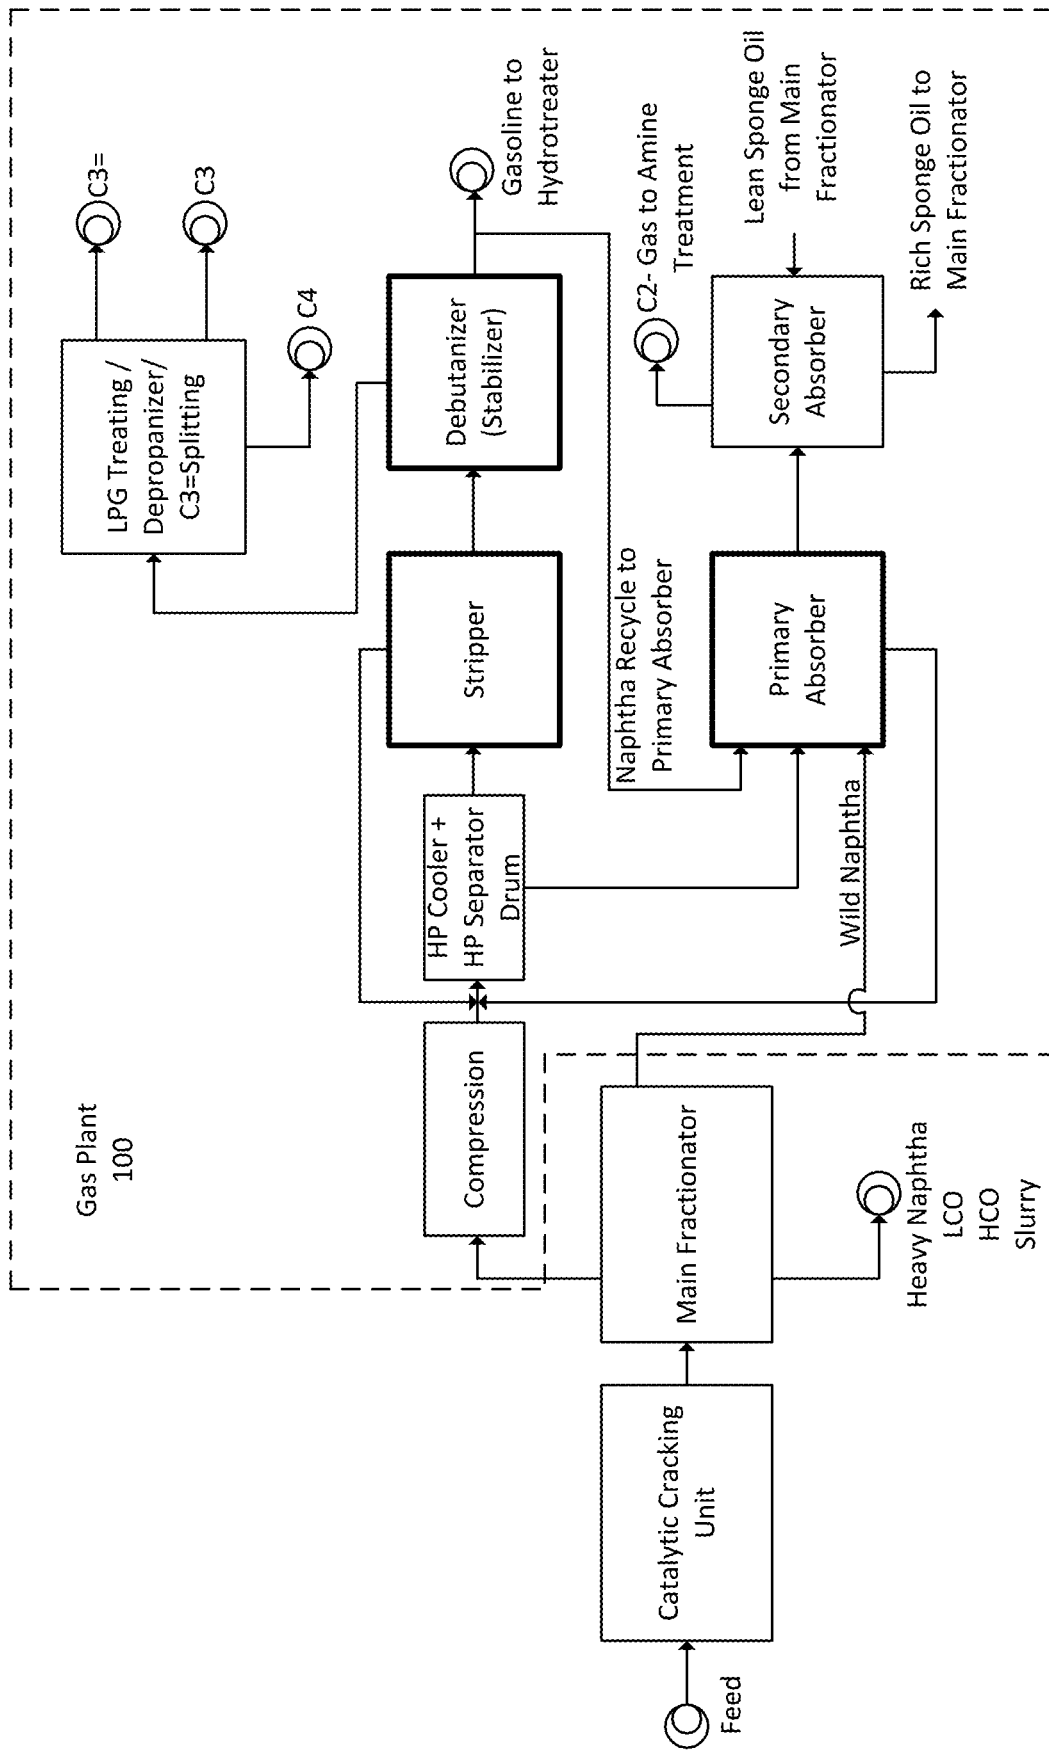 Gas Plant
100
LPG Treating /
Depropanizer/
C3=Splitting
C3=
C3
C4
Compression
HP Cooler +
HP Separator
Drum
Stripper
Debutanizer
(Stabilizer)
Gasoline to
Hydrotreater
Naphtha Recycle to
Primary Absorber
C2- Gas to Amine
Treatment
Feed
Catalytic Cracking
Unit
Main Fractionator
Wild Naphtha
Primary
Absorber
Secondary
Absorber
Lean Sponge Oil
from Main
Fractionator
Rich Sponge Oil to
Main Fractionator
Heavy Naphtha
LCO
HCO
Slurry